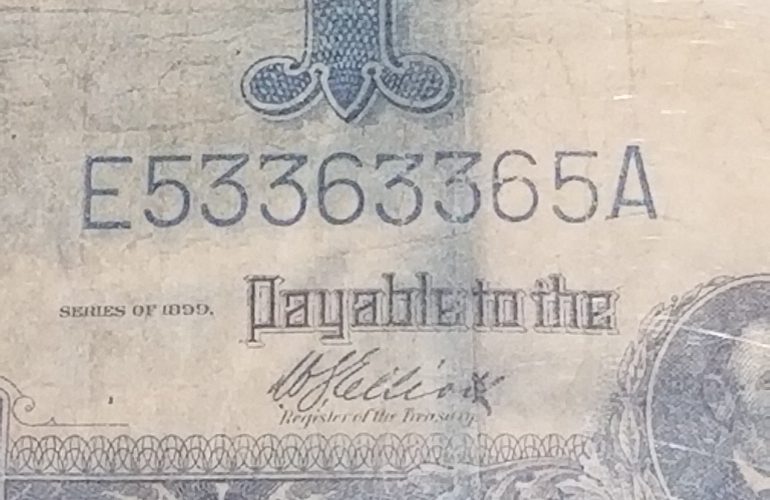 E53363365A
SERIES OF 1899.
Payable to the
Register of the Treasury